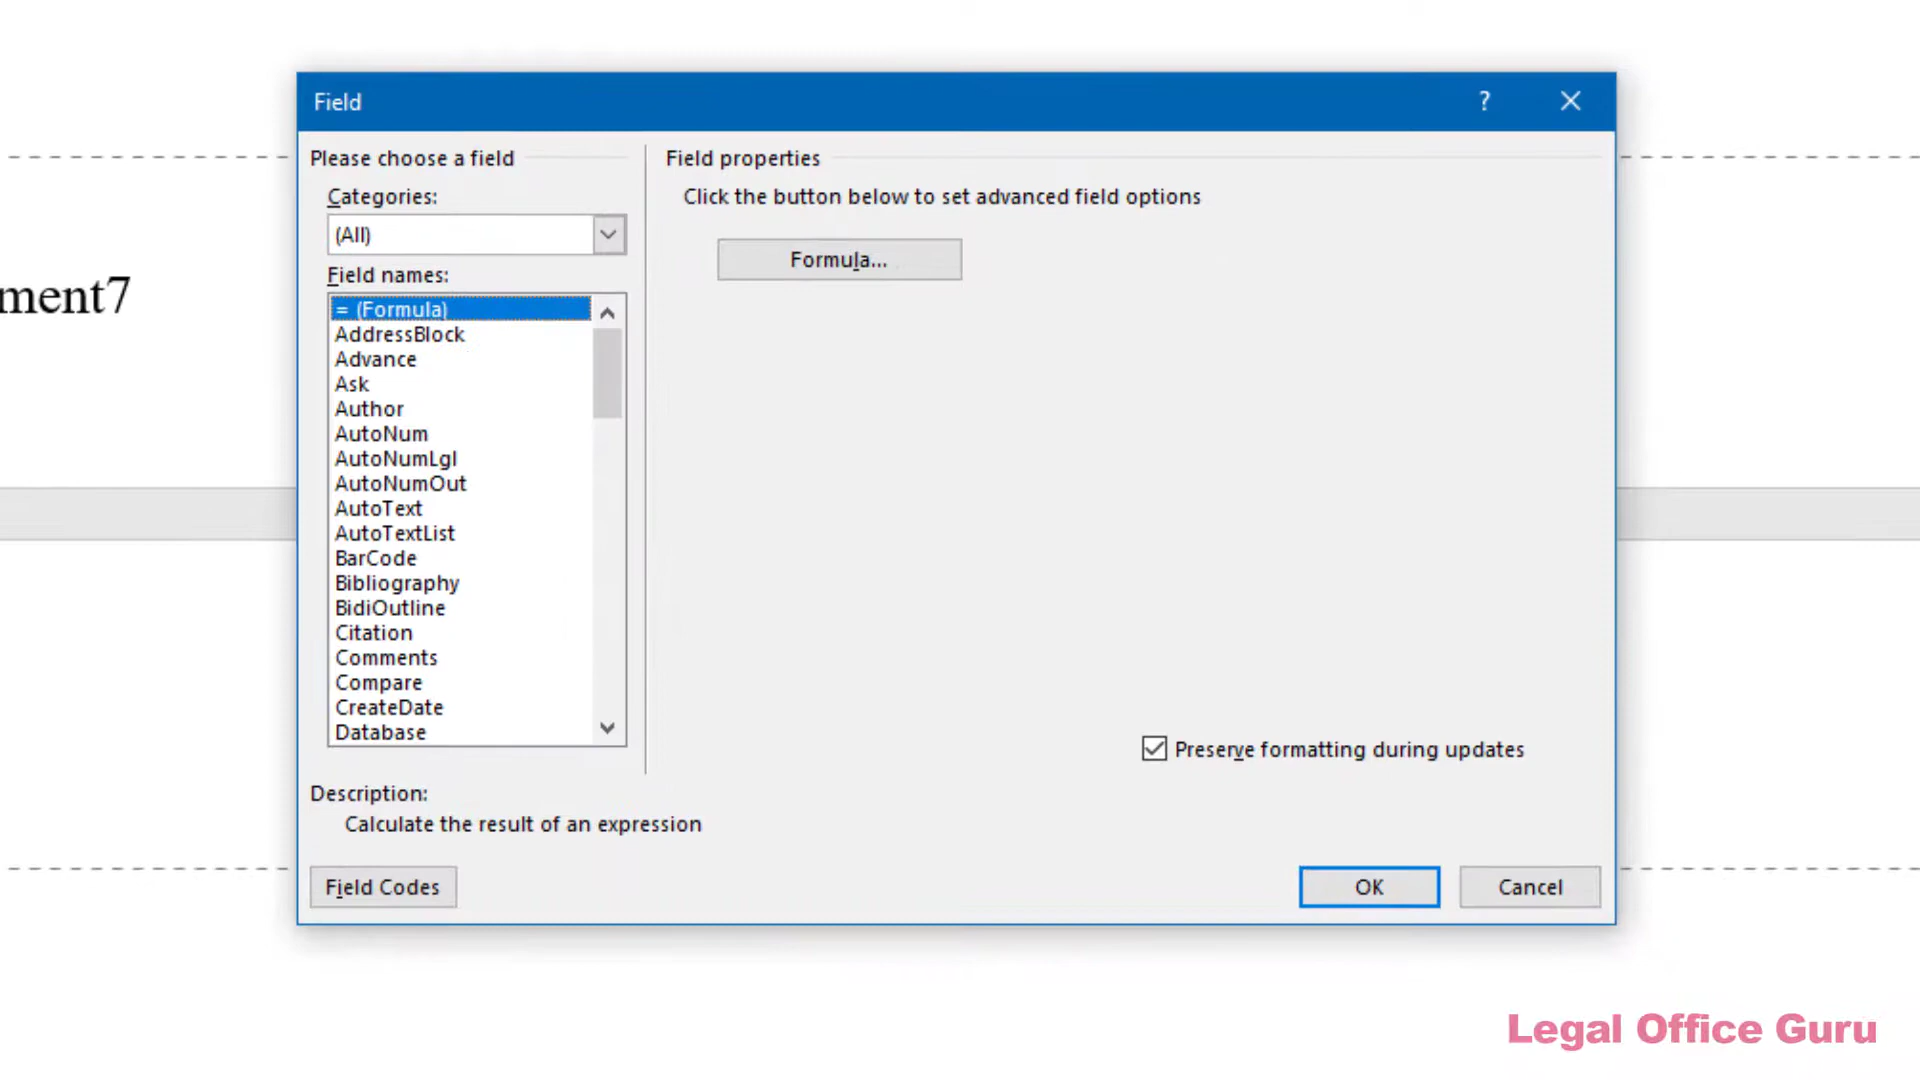 Field
?
Please choose a field
Field properties
Categories:
Click the button below to set advanced field options
(All)
Formula...
Field names:
= (Formula)
AddressBlock
Advance
Ask
Author
AutoNum
AutoNumLgl
AutoNumOut
AutoText
AutoTextList
BarCode
Bibliography
BidiOutline
Citation
Comments
Compare
CreateDate
Database
ment7
Preserve formatting during updates
Description:
Calculate the result of an expression
Field Codes
OK
Cancel
Legal Office Guru